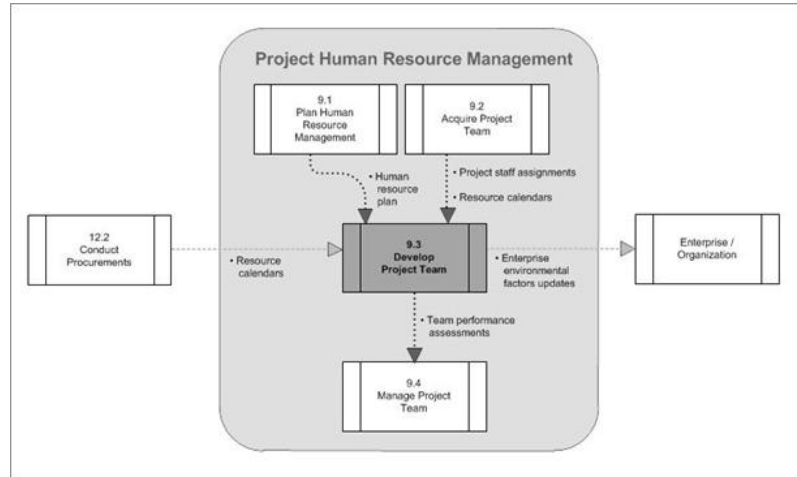 Project Human Resource Management
9.1
Plan Human
Resource
Management
9.2
Acquire Project
Team
• Human
resource
plan
• Project staff assignments
• Resource calendars
12.2
Conduct
Procurements
• Resource
calendars
9.3
Develop
Project Team
• Enterprise
environmental
factors updates
Enterprise /
Organization
• Team performance
assessments
9.4
Manage Project
Team